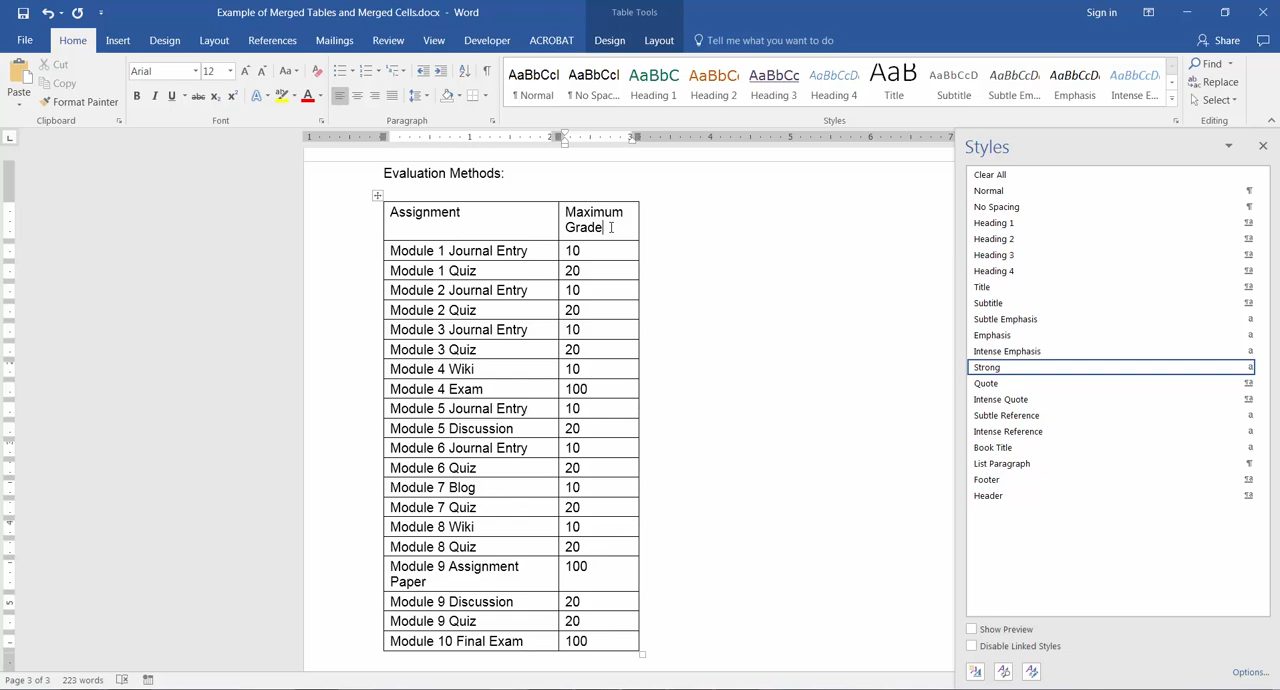 Example of Merged Tables and Merged Cells.docx - Word
Table Tools
Sign in
File Home Insert Design Layout References Mailings Review View Developer ACROBAT Design Layout Tell me what you want to do Share
Paste
Cut
Copy
Format Painter
Clipboard
Arial 12
Font
Paragraph
AaBbCcI AaBbCcI AaBbC AaBbC AaBbCc AaBbCcD AaB AaBbCcD AaBbCcD AaBbCcD AaBbCcD
¶ Normal ¶ No Spac... Heading 1 Heading 2 Heading 3 Heading 4 Title Subtitle Subtle Em... Emphasis Intense E...
Styles
Find
Replace
Select
Editing
1 1 2 3 4 5 6 7
Evaluation Methods:
Assignment Maximum
Grade
Module 1 Journal Entry 10
Module 1 Quiz 20
Module 2 Journal Entry 10
Module 2 Quiz 20
Module 3 Journal Entry 10
Module 3 Quiz 20
Module 4 Wiki 10
Module 4 Exam 100
Module 5 Journal Entry 10
Module 5 Discussion 20
Module 6 Journal Entry 10
Module 6 Quiz 20
Module 7 Blog 10
Module 7 Quiz 20
Module 8 Wiki 10
Module 8 Quiz 20
Module 9 Assignment 100
Paper
Module 9 Discussion 20
Module 9 Quiz 20
Module 10 Final Exam 100
Styles
Clear All
Normal ¶
No Spacing ¶
Heading 1 ¶a
Heading 2 ¶a
Heading 3 ¶a
Heading 4 ¶a
Title ¶a
Subtitle ¶a
Subtle Emphasis a
Emphasis a
Intense Emphasis a
Strong a
Quote ¶a
Intense Quote ¶a
Subtle Reference a
Intense Reference a
Book Title a
List Paragraph ¶
Footer ¶a
Header ¶a
Show Preview
Disable Linked Styles
Options...
Page 3 of 3 223 words